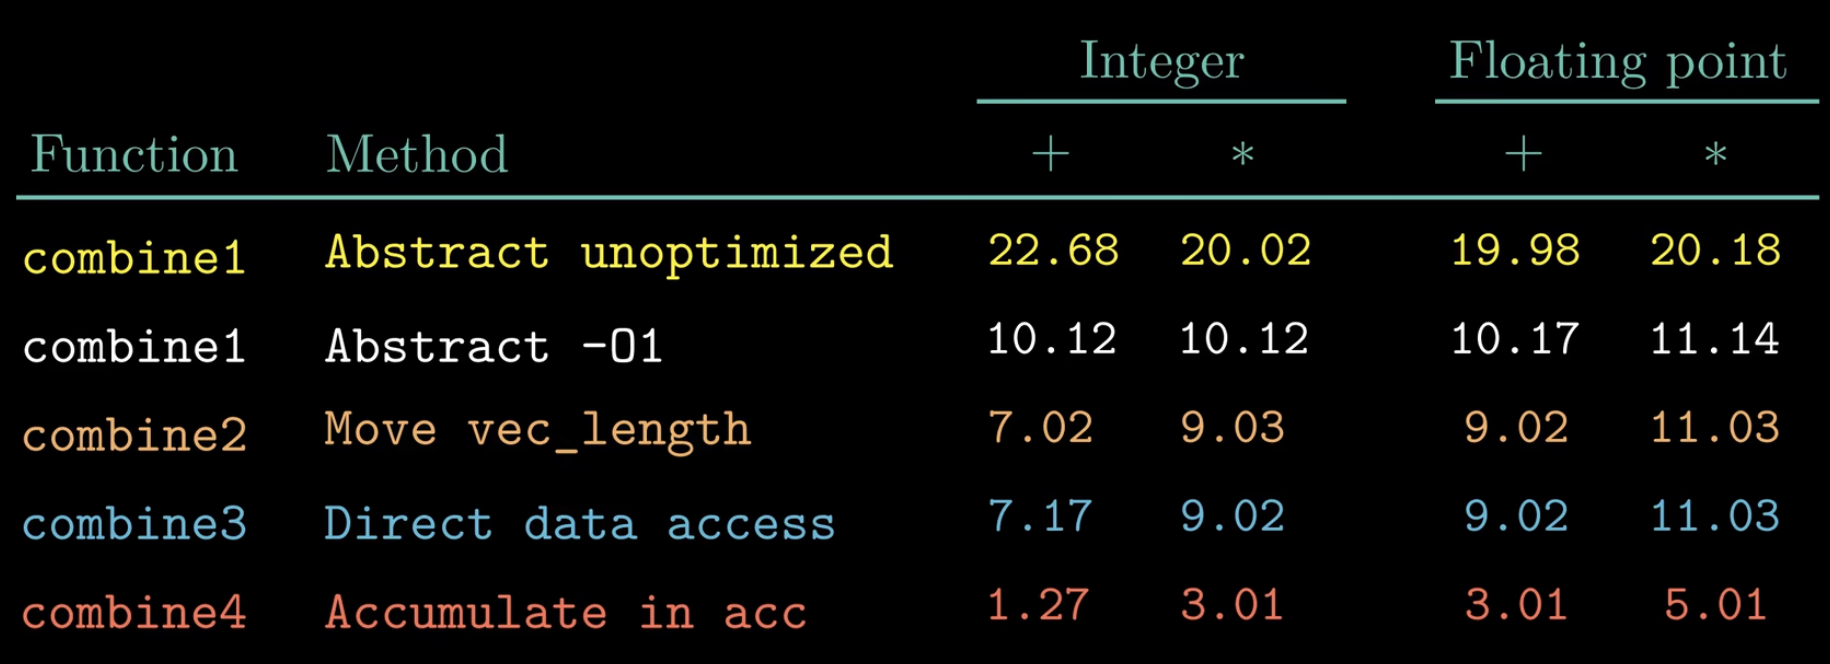 Integer Floating point
Function Method + * + *
combine1 Abstract unoptimized 22.68 20.02 19.98 20.18
combine1 Abstract -O1 10.12 10.12 10.17 11.14
combine2 Move vec_length 7.02 9.03 9.02 11.03
combine3 Direct data access 7.17 9.02 9.02 11.03
combine4 Accumulate in acc 1.27 3.01 3.01 5.01